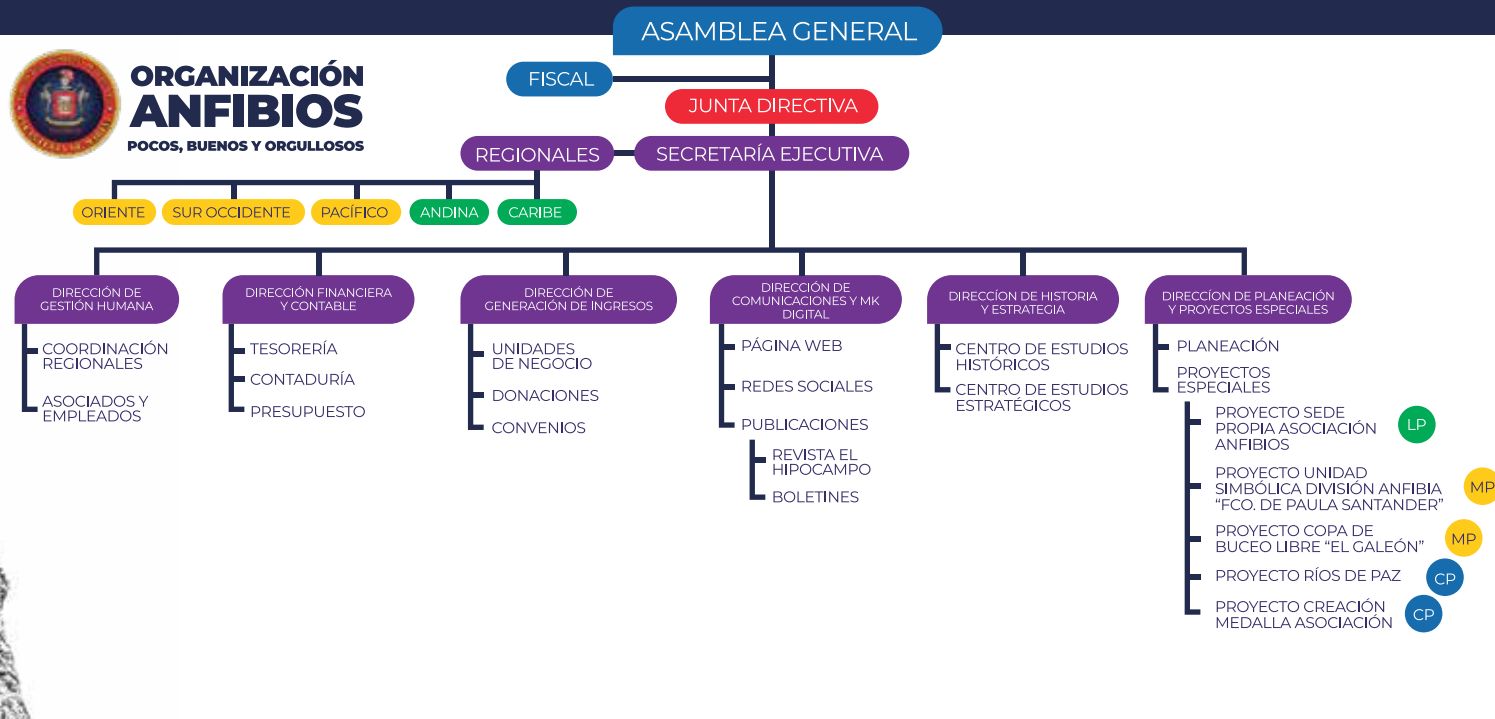 ASAMBLEA GENERAL
FISCAL
JUNTA DIRECTIVA
ORGANIZACIÓN
ANFIBIOS
POCOS, BUENOS Y ORGULLOSOS
REGIONALES
SECRETARÍA EJECUTIVA
ORIENTE
SUR OCCIDENTE
PACÍFICO
ANDINA
CARIBE
DIRECCIÓN DE
GESTIÓN HUMANA
COORDINACIÓN
REGIONALES
ASOCIADOS Y
EMPLEADOS
DIRECCIÓN FINANCIERA
Y CONTABLE
TESORERÍA
CONTADURÍA
PRESUPUESTO
DIRECCIÓN DE
GENERACIÓN DE INGRESOS
UNIDADES
DE NEGOCIO
DONACIONES
CONVENIOS
DIRECCIÓN DE
COMUNICACIONES Y MK
DIGITAL
PÁGINA WEB
REDES SOCIALES
PUBLICACIONES
REVISTA EL
HIPOCAMPO
BOLETINES
DIRECCÍON DE HISTORIA
Y ESTRATEGIA
CENTRO DE ESTUDIOS
HISTÓRICOS
CENTRO DE ESTUDIOS
ESTRATÉGICOS
DIRECCÍON DE PLANEACIÓN
Y PROYECTOS ESPECIALES
PLANEACIÓN
PROYECTOS
ESPECIALES
PROYECTO SEDE
PROPIA ASOCIACIÓN
ANFIBIOS
LP
PROYECTO UNIDAD
SIMBÓLICA DIVISIÓN ANFIBIA
“FCO. DE PAULA SANTANDER”
MP
PROYECTO COPA DE
BUCEO LIBRE “EL GALEÓN”
MP
PROYECTO RÍOS DE PAZ
CP
PROYECTO CREACIÓN
MEDALLA ASOCIACIÓN
CP